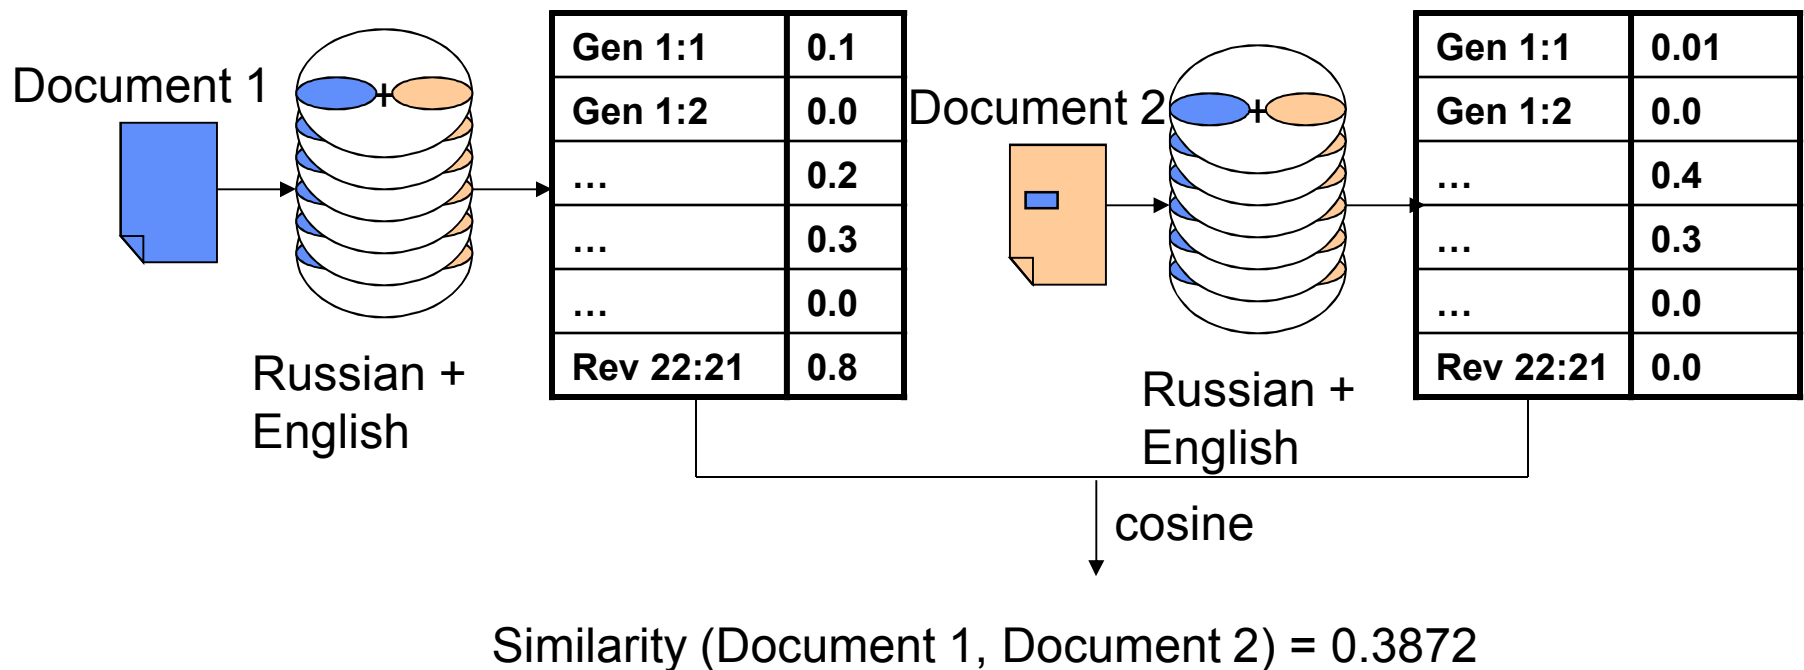 Document 1
+
Russian +
English
Gen 1:1 0.1
Gen 1:2 0.0
… 0.2
… 0.3
… 0.0
Rev 22:21 0.8
Document 2
+
Russian +
English
Gen 1:1 0.01
Gen 1:2 0.0
… 0.4
… 0.3
… 0.0
Rev 22:21 0.0
cosine
Similarity (Document 1, Document 2) = 0.3872